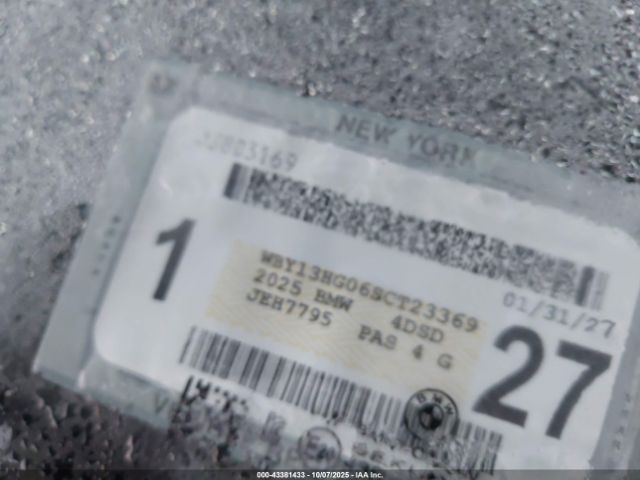 NEW YORK
1
WBY13HG06SCT23369
2025 BMW 4DSD
JEH7795 PAS 4 G
01/31/27
27
BMW
000-43381433 - 10/07/2025 - IAA Inc.